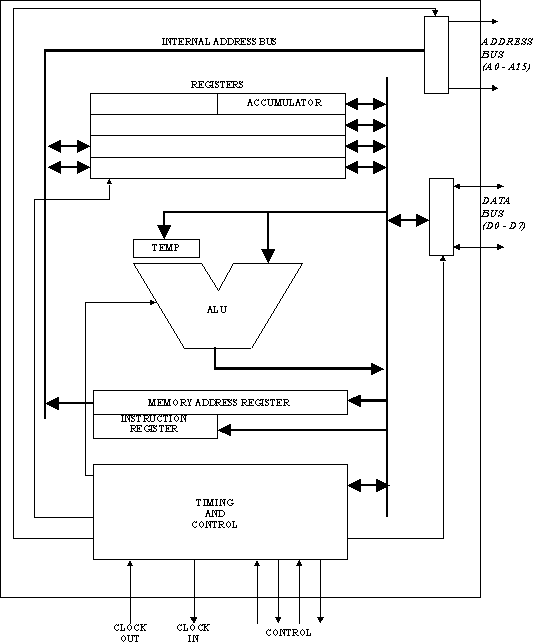 INTERNAL ADDRESS BUS
ADDRESS
BUS
(A0 - A15)
REGISTERS
ACCUMULATOR
DATA
BUS
(D0 - D7)
TEMP
ALU
MEMORY ADDRESS REGISTER
INSTRUCTION
REGISTER
TIMING
AND
CONTROL
CLOCK
OUT
CLOCK
IN
CONTROL